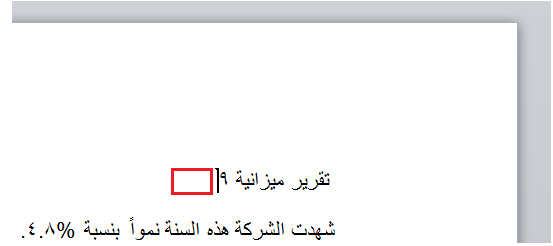 تقرير ميزانية ٩
شهدت الشركة هذه السنة نمواً بنسبة %٤.٨.